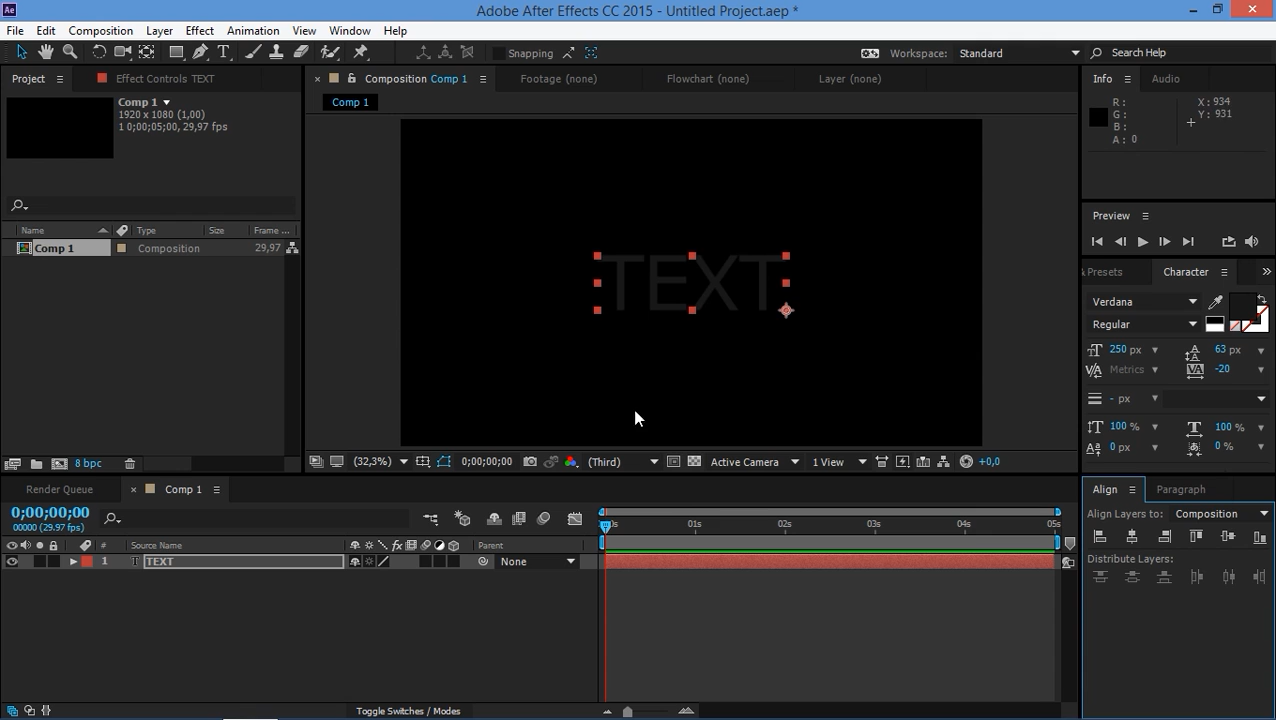 Adobe After Effects CC 2015 - Untitled Project.aep *
File Edit Composition Layer Effect Animation View Window Help
Snapping
Workspace: Standard
Search Help
Project
Effect Controls TEXT
Composition Comp 1
Footage (none)
Flowchart (none)
Layer (none)
Info
Audio
Comp 1
1920 x 1080 (1,00)
1 0;00;05;00, 29,97 fps
Comp 1
R :
G :
B :
A : 0
X : 934
Y : 931
Preview
Name
Type
Size
Frame ...
Comp 1
Composition
29,97
TEXT
& Presets
Character
Verdana
Regular
250 px
63 px
Metrics
-20
- px
100 %
100 %
0 px
0 %
8 bpc
(32,3%)
0;00;00;00
(Third)
Active Camera
1 View
+0,0
Render Queue
Comp 1
Align
Paragraph
0;00;00;00
00000 (29.97 fps)
01s
02s
03s
04s
05s
Align Layers to:
Composition
#
Source Name
Parent
1
TEXT
None
Distribute Layers:
Toggle Switches / Modes